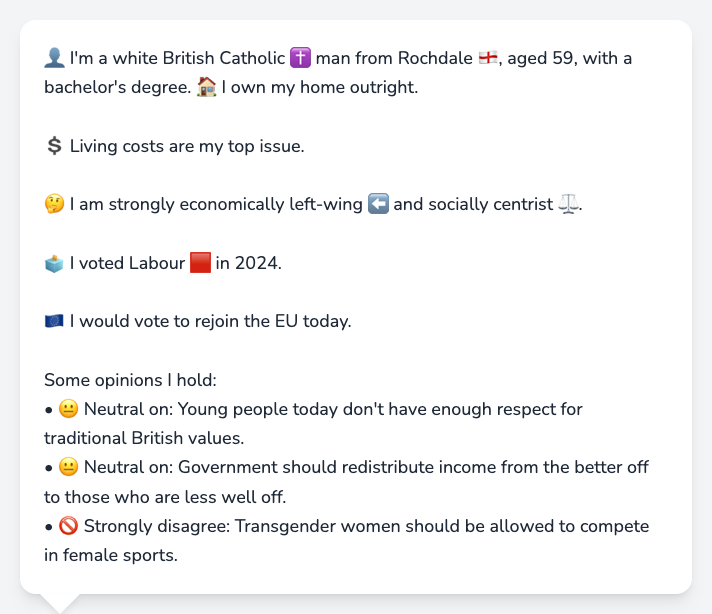 👤 I'm a white British Catholic ✝️ man from Rochdale 🏴󠁧󠁢󠁥󠁮󠁧󠁿, aged 59, with a
bachelor's degree. 🏠 I own my home outright.
💲 Living costs are my top issue.
🤔 I am strongly economically left-wing ⬅️ and socially centrist ⚖️.
🗳️ I voted Labour 🟥 in 2024.
🇪🇺 I would vote to rejoin the EU today.
Some opinions I hold:
• 😐 Neutral on: Young people today don't have enough respect for
traditional British values.
• 😐 Neutral on: Government should redistribute income from the better off
to those who are less well off.
• 🚫 Strongly disagree: Transgender women should be allowed to compete
in female sports.